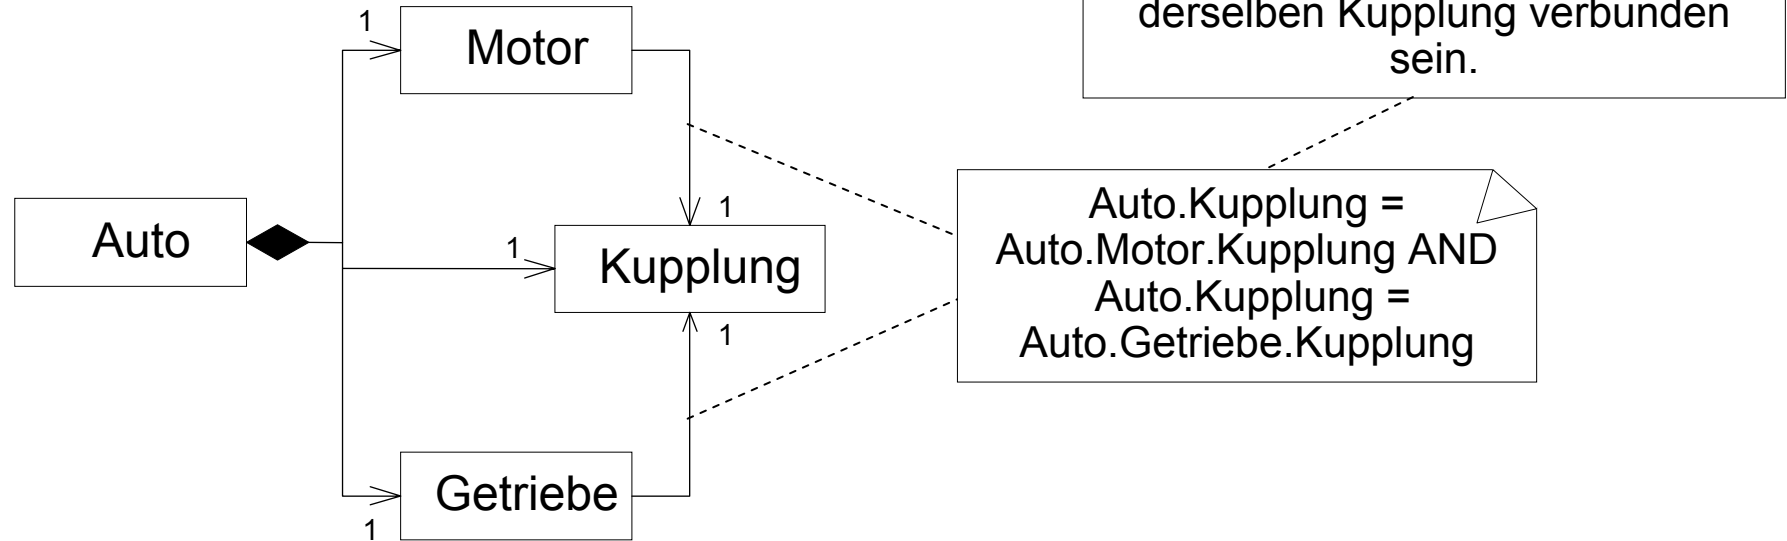 derselben Kupplung verbunden
sein.
1
Motor
Auto
1
Kupplung
1
1
Getriebe
1
Auto.Kupplung =
Auto.Motor.Kupplung AND
Auto.Kupplung =
Auto.Getriebe.Kupplung